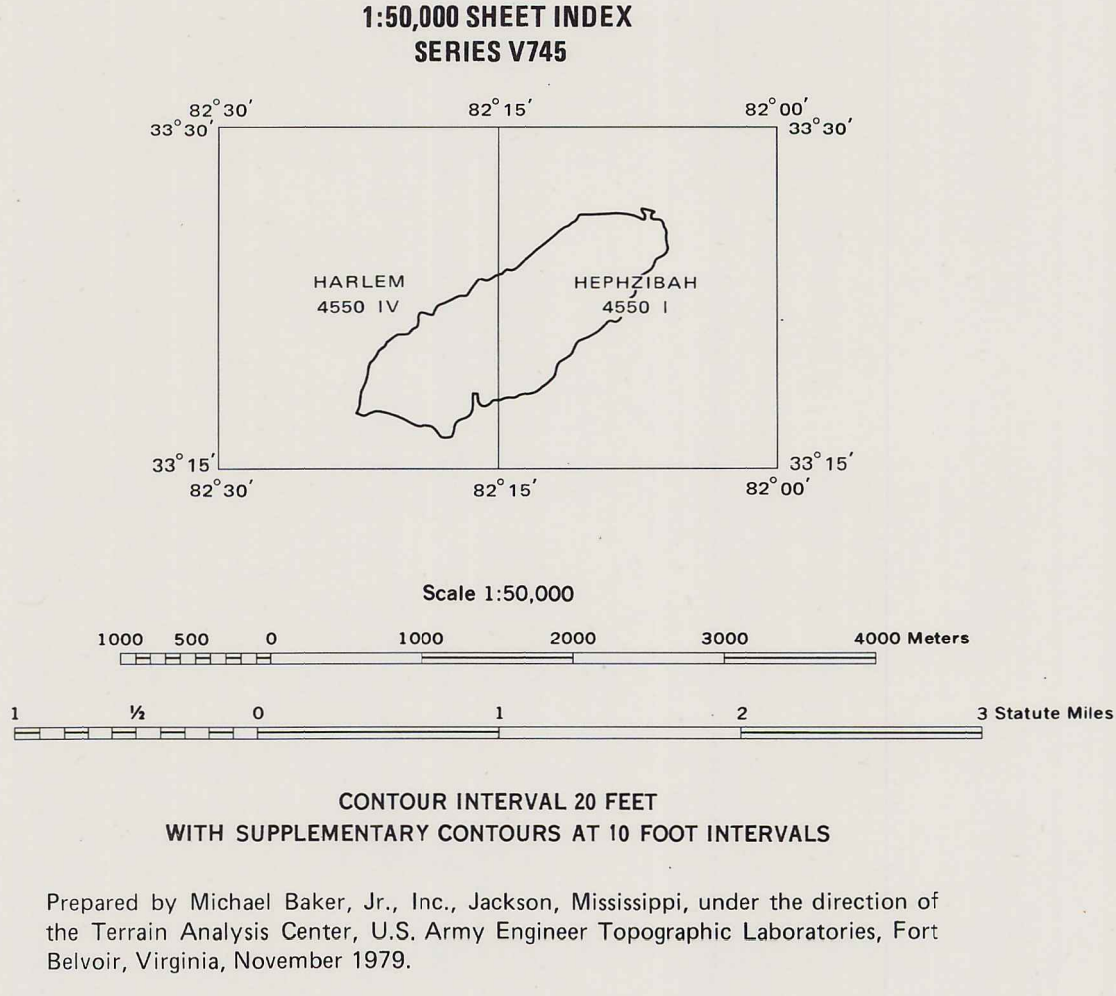 1:50,000 SHEET INDEX
SERIES V745
82°30′ 82°15′ 82°00′
33°30′ 33°30′
HARLEM HEPHZIBAH
4550 IV 4550 I
33°15′ 33°15′
82°30′ 82°15′ 82°00′
Scale 1:50,000
1000 500 0 1000 2000 3000 4000 Meters
1 ½ 0 1 2 3 Statute Miles
CONTOUR INTERVAL 20 FEET
WITH SUPPLEMENTARY CONTOURS AT 10 FOOT INTERVALS
Prepared by Michael Baker, Jr., Inc., Jackson, Mississippi, under the direction of
the Terrain Analysis Center, U.S. Army Engineer Topographic Laboratories, Fort
Belvoir, Virginia, November 1979.